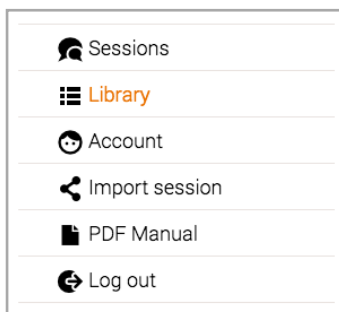 Sessions
Library
Account
Import session
PDF Manual
Log out